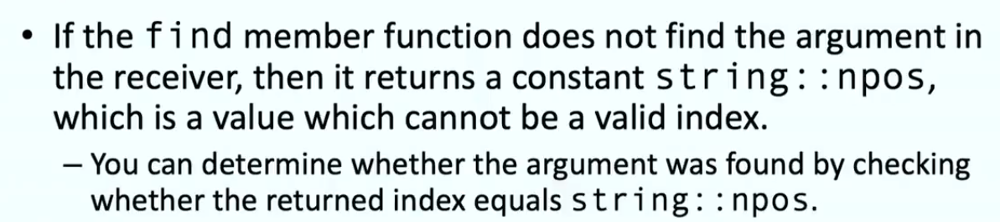 • If the find member function does not find the argument in
the receiver, then it returns a constant string::npos,
which is a value which cannot be a valid index.
– You can determine whether the argument was found by checking
whether the returned index equals string::npos.